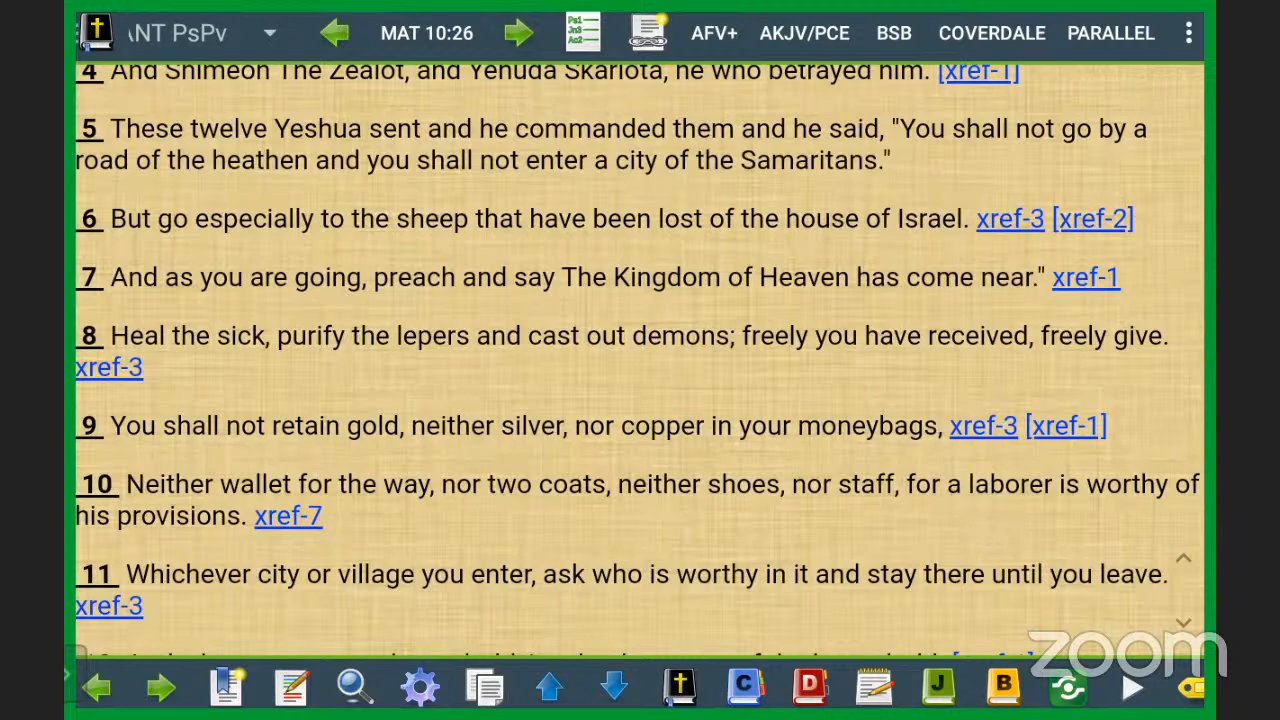 ANT PsPv MAT 10:26 AFV+ AKJV/PCE BSB COVERDALE PARALLEL
4 And Shimeon The Zealot, and Yehuda Skariota, he who betrayed him. [xref-1]
5 These twelve Yeshua sent and he commanded them and he said, "You shall not go by a
road of the heathen and you shall not enter a city of the Samaritans."
6 But go especially to the sheep that have been lost of the house of Israel. xref-3 [xref-2]
7 And as you are going, preach and say The Kingdom of Heaven has come near." xref-1
8 Heal the sick, purify the lepers and cast out demons; freely you have received, freely give.
xref-3
9 You shall not retain gold, neither silver, nor copper in your moneybags, xref-3 [xref-1]
10 Neither wallet for the way, nor two coats, neither shoes, nor staff, for a laborer is worthy of
his provisions. xref-7
11 Whichever city or village you enter, ask who is worthy in it and stay there until you leave.
xref-3
zoom
C D J B